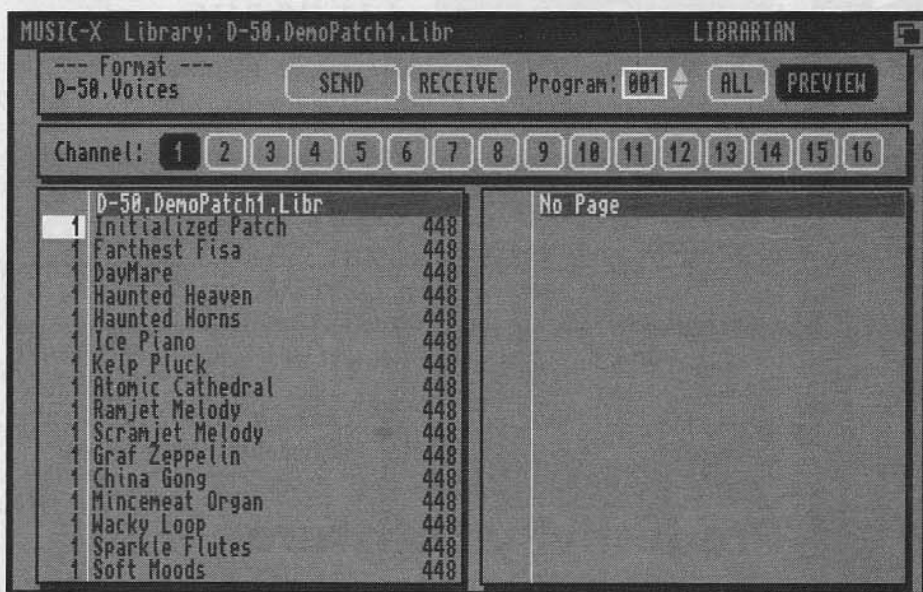 MUSIC-X Library: D-50.DemoPatch1.Libr LIBRARIAN
--- Format ---
D-50.Voices SEND RECEIVE Program: 001 ALL PREVIEW
Channel: 1 2 3 4 5 6 7 8 9 10 11 12 13 14 15 16
D-50.DemoPatch1.Libr
1 Initialized Patch 448
1 Farthest Fisa 448
1 DayMare 448
1 Haunted Heaven 448
1 Haunted Horns 448
1 Ice Piano 448
1 Kelp Pluck 448
1 Atomic Cathedral 448
1 Ramjet Melody 448
1 Scramjet Melody 448
1 Graf Zeppelin 448
1 China Gong 448
1 Mincemeat Organ 448
1 Wacky Loop 448
1 Sparkle Flutes 448
1 Soft Moods 448
No Page